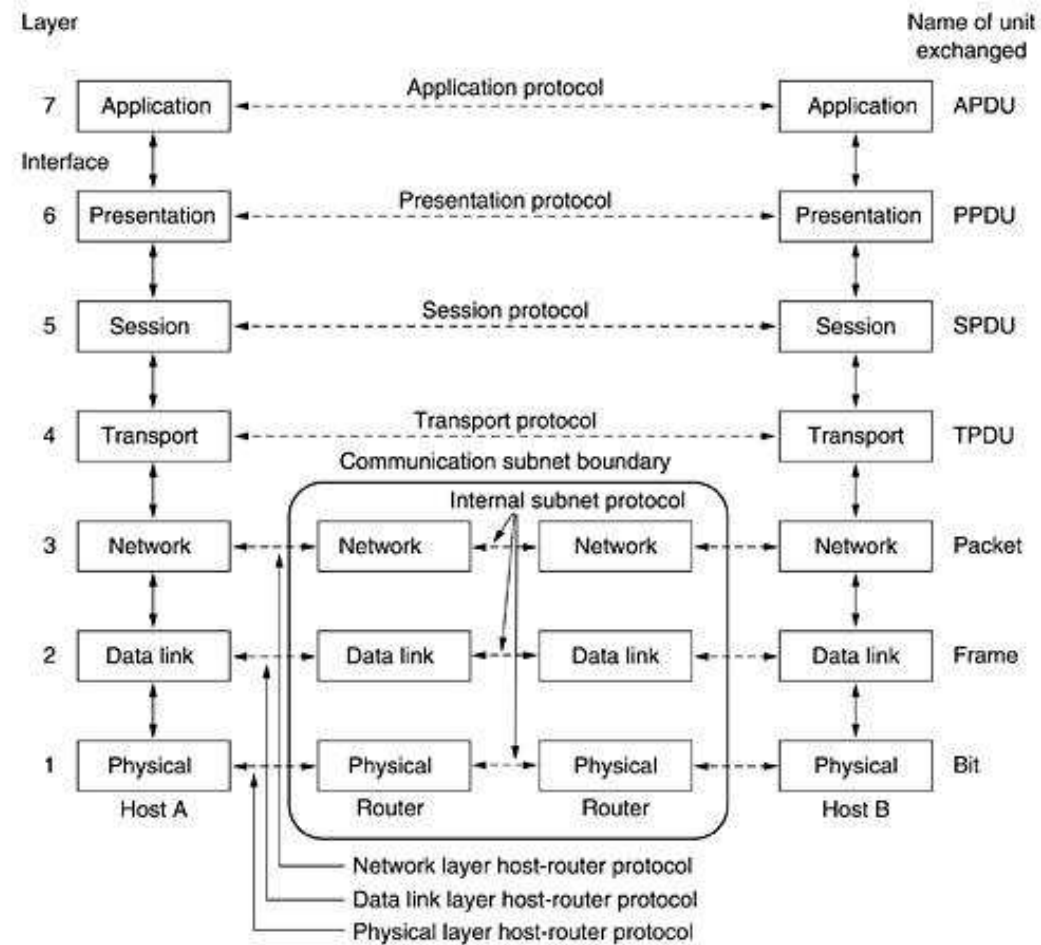 Layer
Name of unit
exchanged
Application protocol
7 Application Application APDU
Interface
Presentation protocol
6 Presentation Presentation PPDU
Session protocol
5 Session Session SPDU
Transport protocol
4 Transport Transport TPDU
Communication subnet boundary
Internal subnet protocol
3 Network Network Network Network Packet
2 Data link Data link Data link Data link Frame
1 Physical Physical Physical Physical Bit
Host A Router Router Host B
Network layer host-router protocol
Data link layer host-router protocol
Physical layer host-router protocol